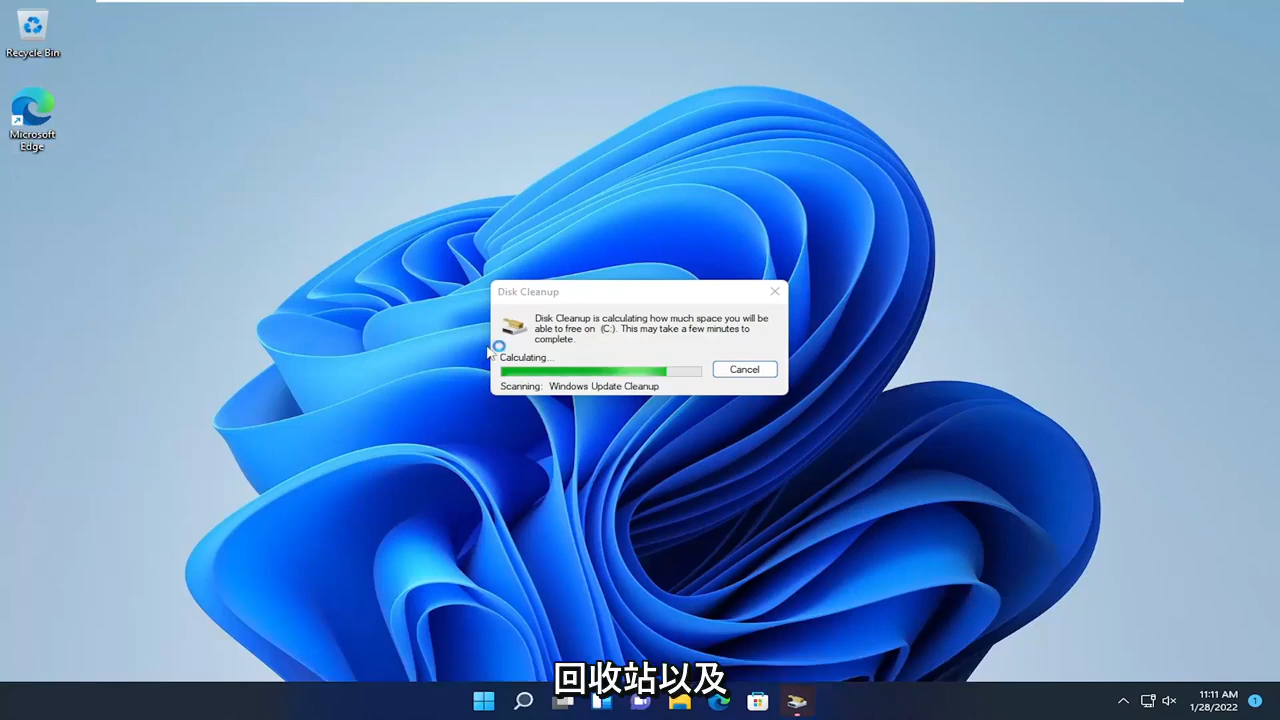 Recycle Bin
Microsoft
Edge
Disk Cleanup
Disk Cleanup is calculating how much space you will be
able to free on (C:). This may take a few minutes to
complete.
Calculating...
Cancel
Scanning: Windows Update Cleanup
回收站以及
11:11 AM
1/28/2022
1